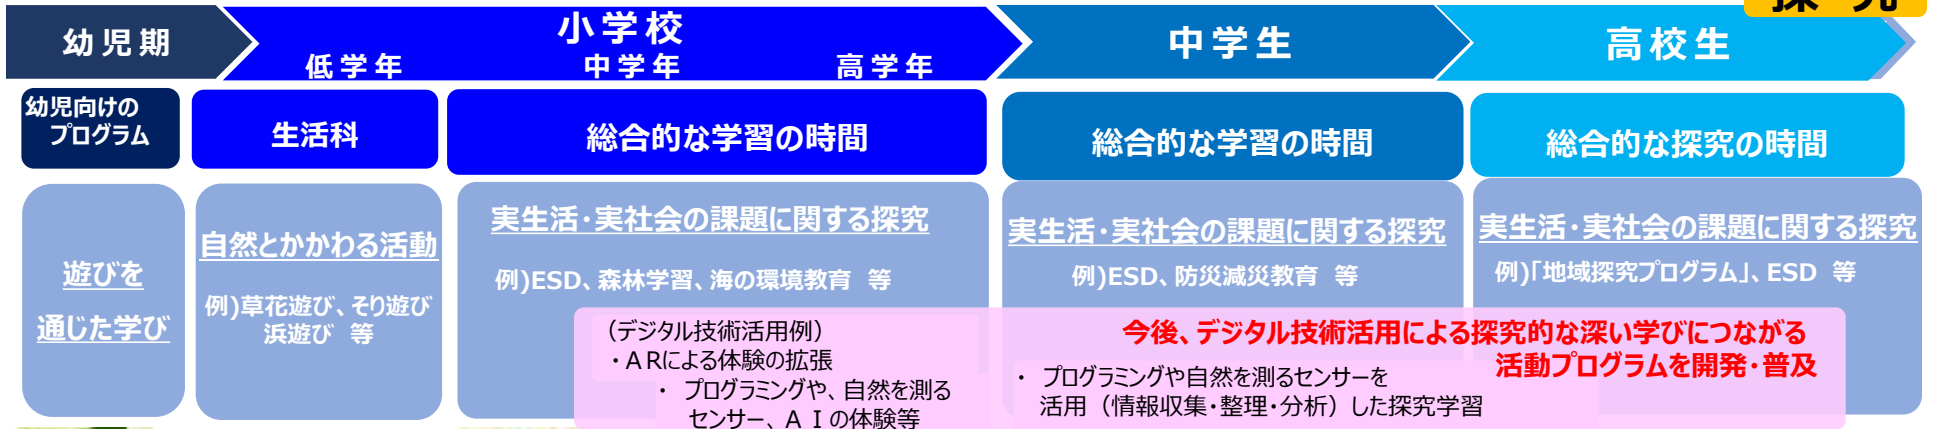 探 究
幼児期
小学校
低学年
中学年
高学年
中学生
高校生
幼児向けの
プログラム
生活科
総合的な学習の時間
総合的な学習の時間
総合的な探究の時間
遊びを
通じた学び
自然とかかわる活動
例)草花遊び、そり遊び
浜遊び 等
実生活・実社会の課題に関する探究
例)ESD、森林学習、海の環境教育 等
実生活・実社会の課題に関する探究
例)ESD、防災減災教育 等
実生活・実社会の課題に関する探究
例)「地域探究プログラム」、ESD 等
（デジタル技術活用例）
・ＡＲによる体験の拡張
・ プログラミングや、自然を測る
センサー、ＡＩの体験等
今後、デジタル技術活用による探究的な深い学びにつながる
活動プログラムを開発・普及
・ プログラミングや自然を測るセンサーを
活用（情報収集・整理・分析）した探究学習